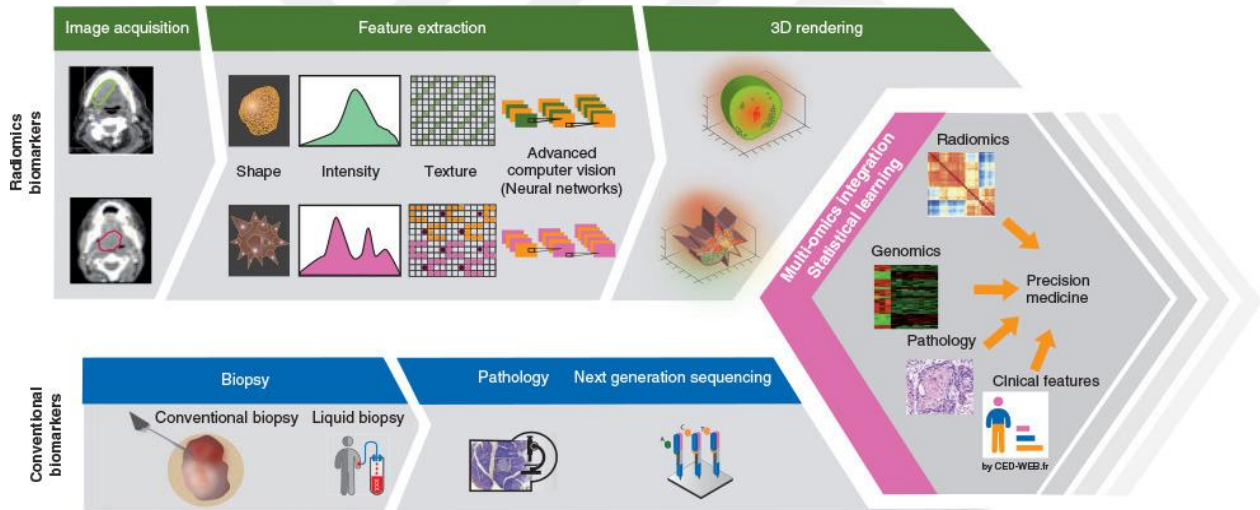 Image acquisition
Feature extraction
3D rendering
Radiomics
biomarkers
Shape
Intensity
Texture
Advanced
computer vision
(Neural networks)
Multi-omics integration
Statistical learning
Radiomics
Genomics
Precision
medicine
Pathology
Clnical features
by CED-WEB.fr
Conventional
biomarkers
Biopsy
Conventional biopsy
Liquid biopsy
Pathology
Next generation sequencing
A
C
T